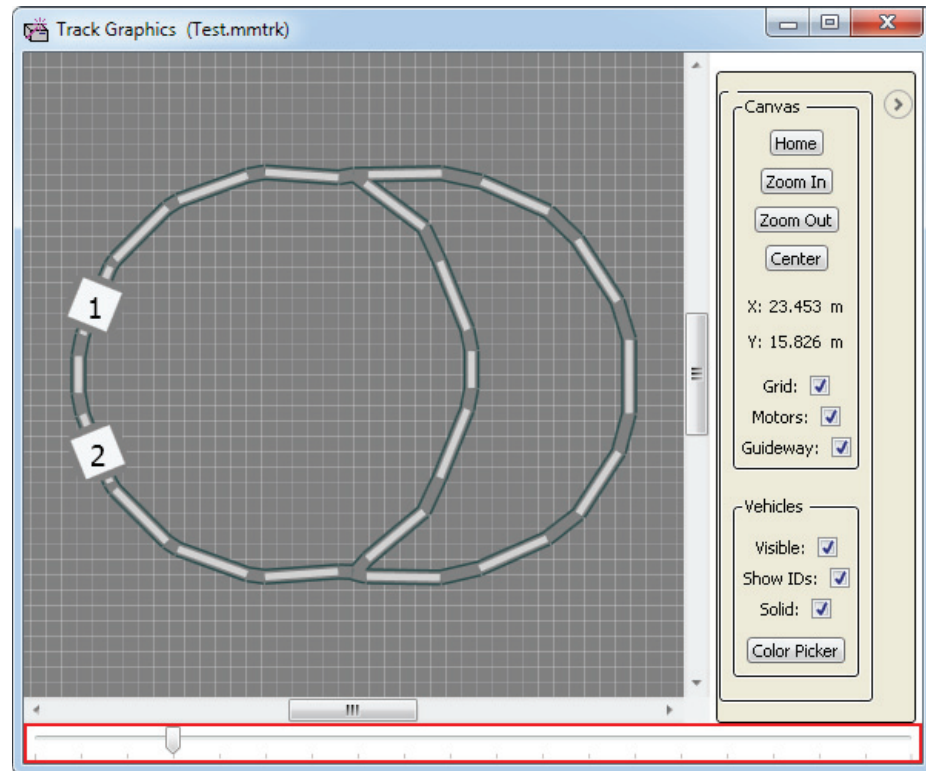 Track Graphics (Test.mmtrk)
1
2
Canvas
Home
Zoom In
Zoom Out
Center
X: 23.453 m
Y: 15.826 m
Grid:
Motors:
Guideway:
Vehicles
Visible:
Show IDs:
Solid:
Color Picker